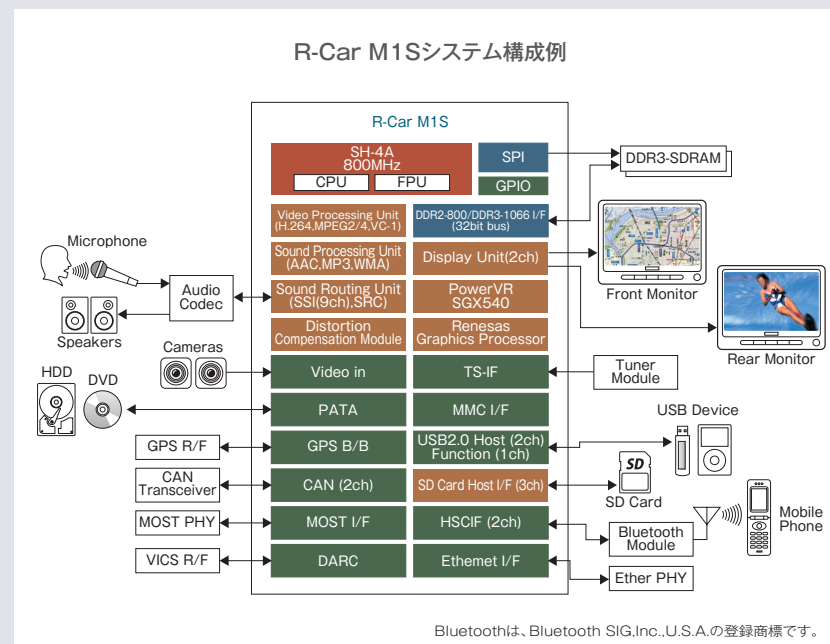 R-Car M1Sシステム構成例
R-Car M1S
SH-4A
800MHz
CPU
FPU
SPI
GPIO
DDR3-SDRAM
Video Processing Unit
(H.264,MPEG2/4,VC-1)
DDR2-800/DDR3-1066 I/F
(32bit bus)
Sound Processing Unit
(AAC,MP3,WMA)
Display Unit(2ch)
Front Monitor
Microphone
Audio
Codec
Sound Routing Unit
(SSI(9ch),SRC)
PowerVR
SGX540
Speakers
Distortion
Compensation Module
Renesas
Graphics Processor
Rear Monitor
Cameras
Video in
TS-IF
Tuner
Module
HDD
DVD
PATA
MMC I/F
USB Device
GPS R/F
GPS B/B
USB2.0 Host (2ch)
Function (1ch)
CAN
Transceiver
CAN (2ch)
SD Card Host I/F (3ch)
SD
SD Card
MOST PHY
MOST I/F
HSCIF (2ch)
Bluetooth
Module
Mobile
Phone
VICS R/F
DARC
Ethemet I/F
Ether PHY
Bluetoothは、Bluetooth SIG,Inc.,U.S.A.の登録商標です。